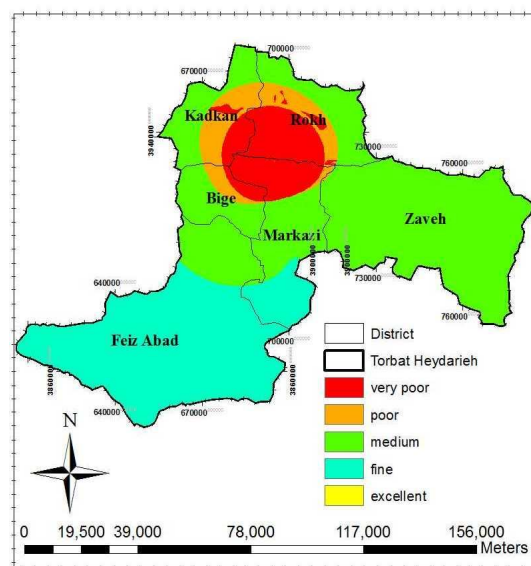 700000
670000
Kadkan
Rokh
3940000
730000
760000
Bige
Zaveh
Markazi
3900000
3900000
730000
640000
760000
Feiz Abad
700000
3860000
3860000
640000
670000
District
Torbat Heydarieh
very poor
poor
medium
fine
excellent
N
0 19,500 39,000 78,000 117,000 156,000
Meters